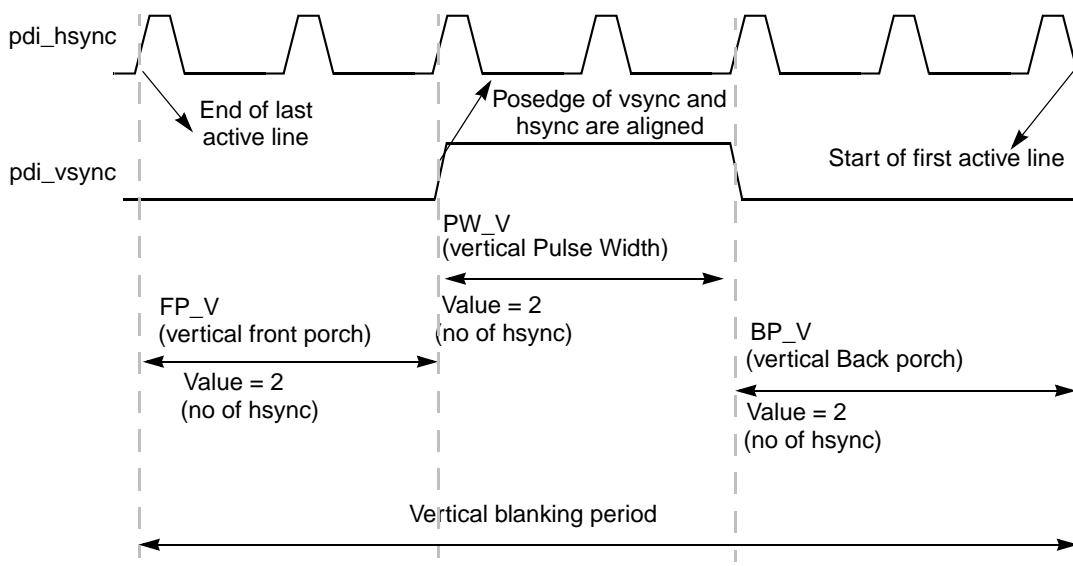 pdi_hsync
End of last
active line
Posedge of vsync and
hsync are aligned
Start of first active line
pdi_vsync
PW_V
(vertical Pulse Width)
Value = 2
(no of hsync)
FP_V
(vertical front porch)
Value = 2
(no of hsync)
BP_V
(vertical Back porch)
Value = 2
(no of hsync)
Vertical blanking period